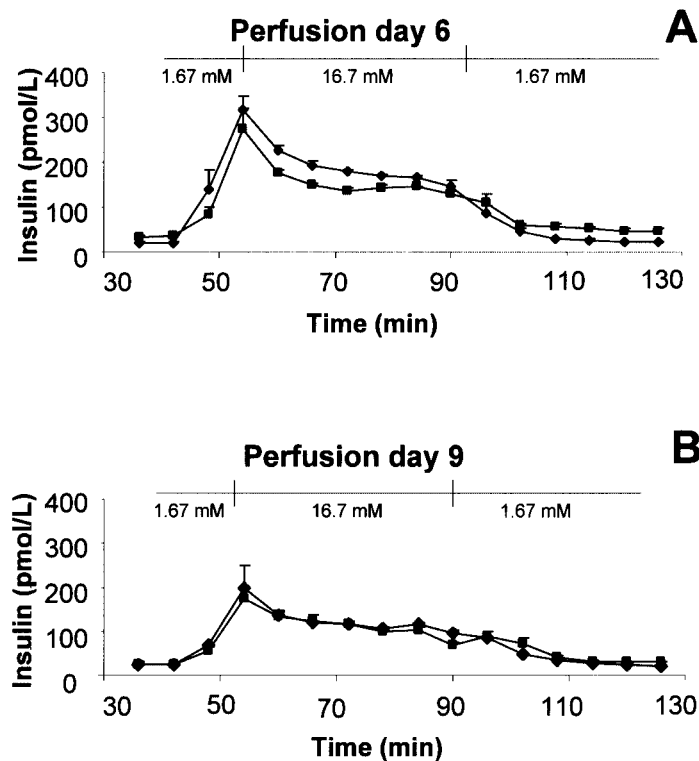 Perfusion day 6
A
1.67 mM
16.7 mM
1.67 mM
Insulin (pmol/L)
400
300
200
100
0
30 50 70 90 110 130
Time (min)
Perfusion day 9
B
1.67 mM
16.7 mM
1.67 mM
Insulin (pmol/L)
400
300
200
100
0
30 50 70 90 110 130
Time (min)